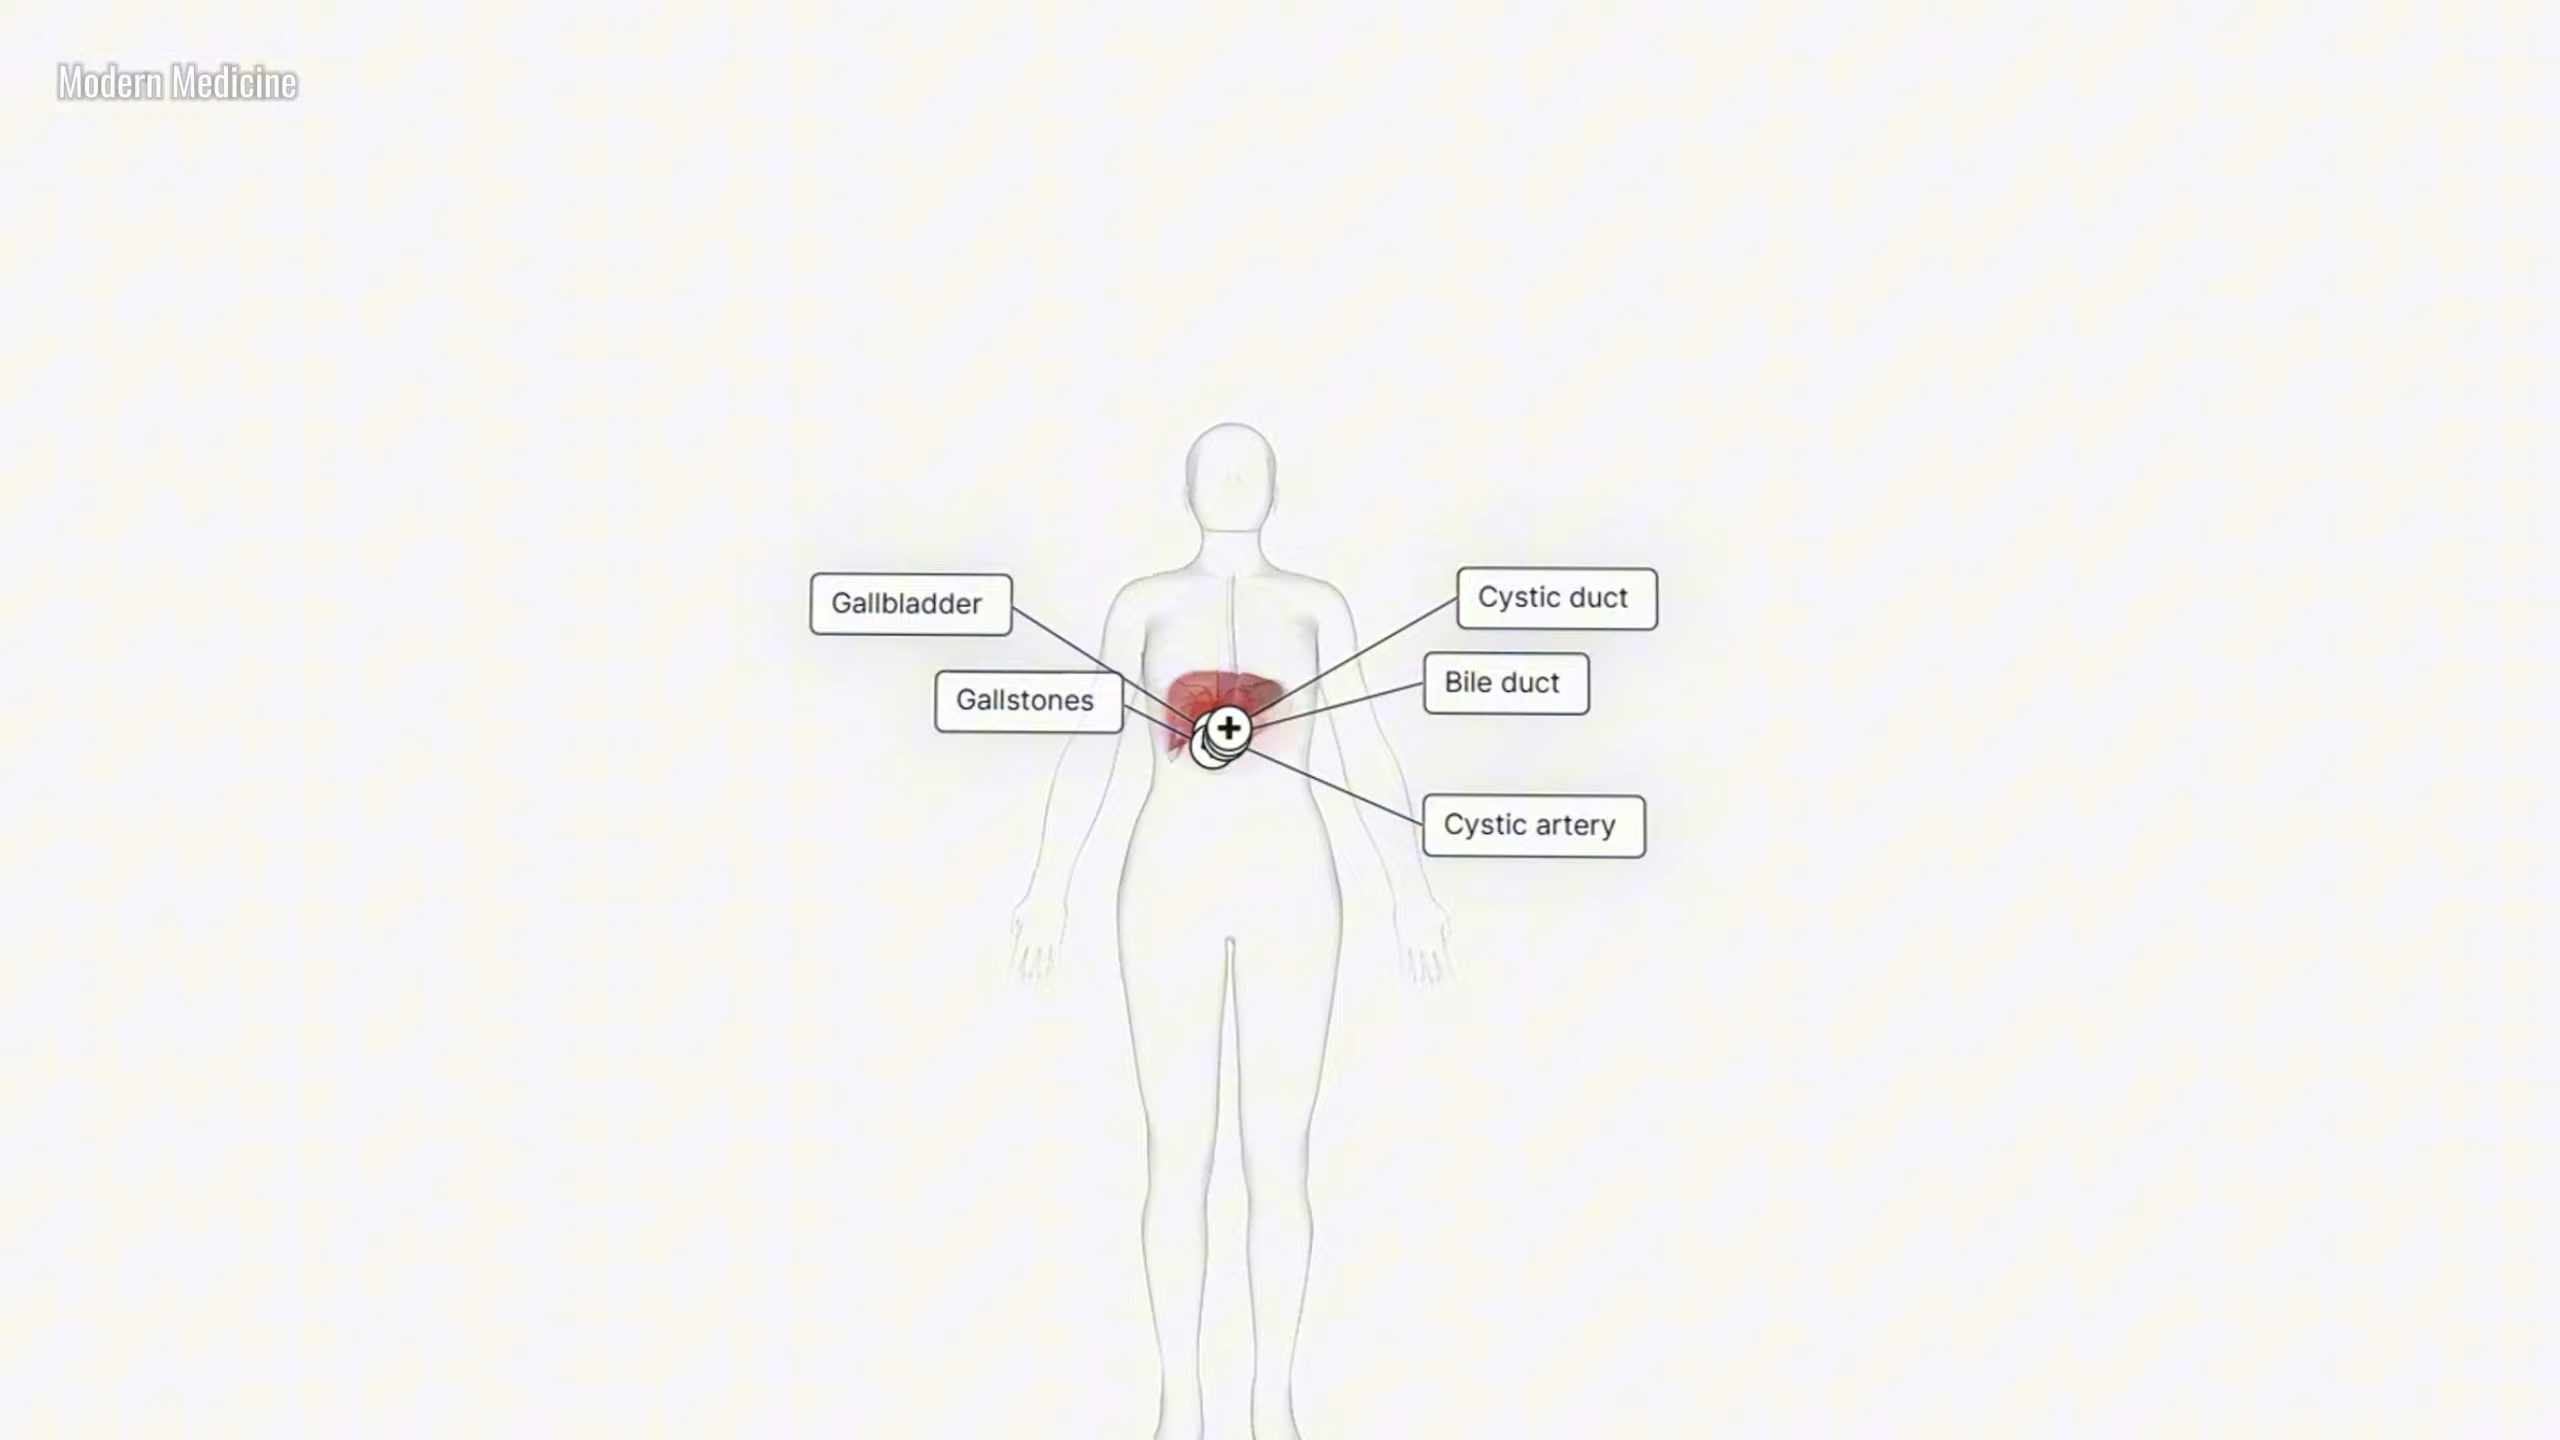 Modern Medicine
Gallbladder
Gallstones
Cystic duct
Bile duct
Cystic artery